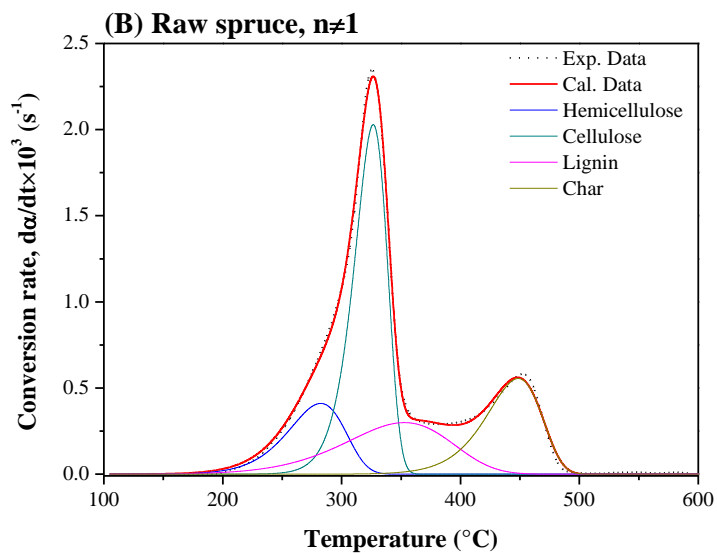 (B) Raw spruce, n≠1
2.5
2.0
1.5
1.0
0.5
0.0
Conversion rate, dα/dt×10³ (s⁻¹)
Exp. Data
Cal. Data
Hemicellulose
Cellulose
Lignin
Char
100
200
300
400
500
600
Temperature (°C)